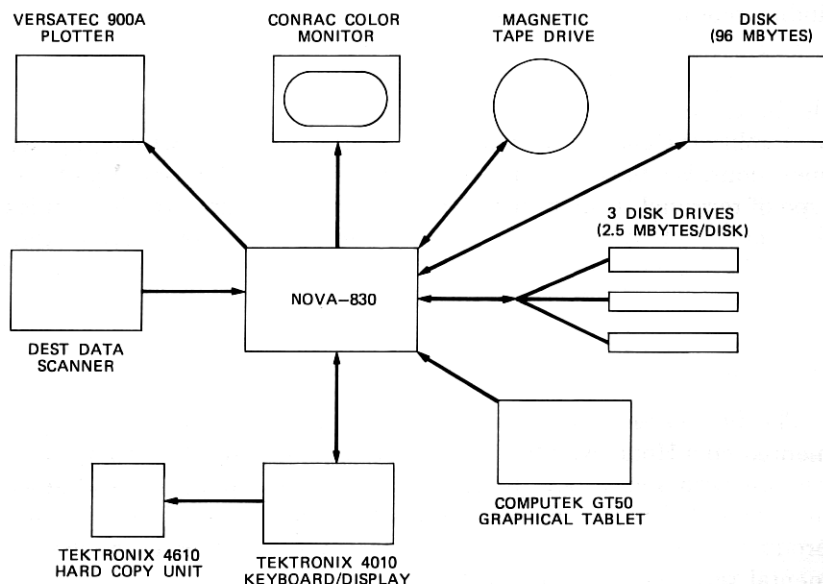 VERSATEC 900A
PLOTTER
CONRAC COLOR
MONITOR
MAGNETIC
TAPE DRIVE
DISK
(96 MBYTES)
3 DISK DRIVES
(2.5 MBYTES/DISK)
NOVA-830
DEST DATA
SCANNER
COMPUTEK GT50
GRAPHICAL TABLET
TEKTRONIX 4610
HARD COPY UNIT
TEKTRONIX 4010
KEYBOARD/DISPLAY